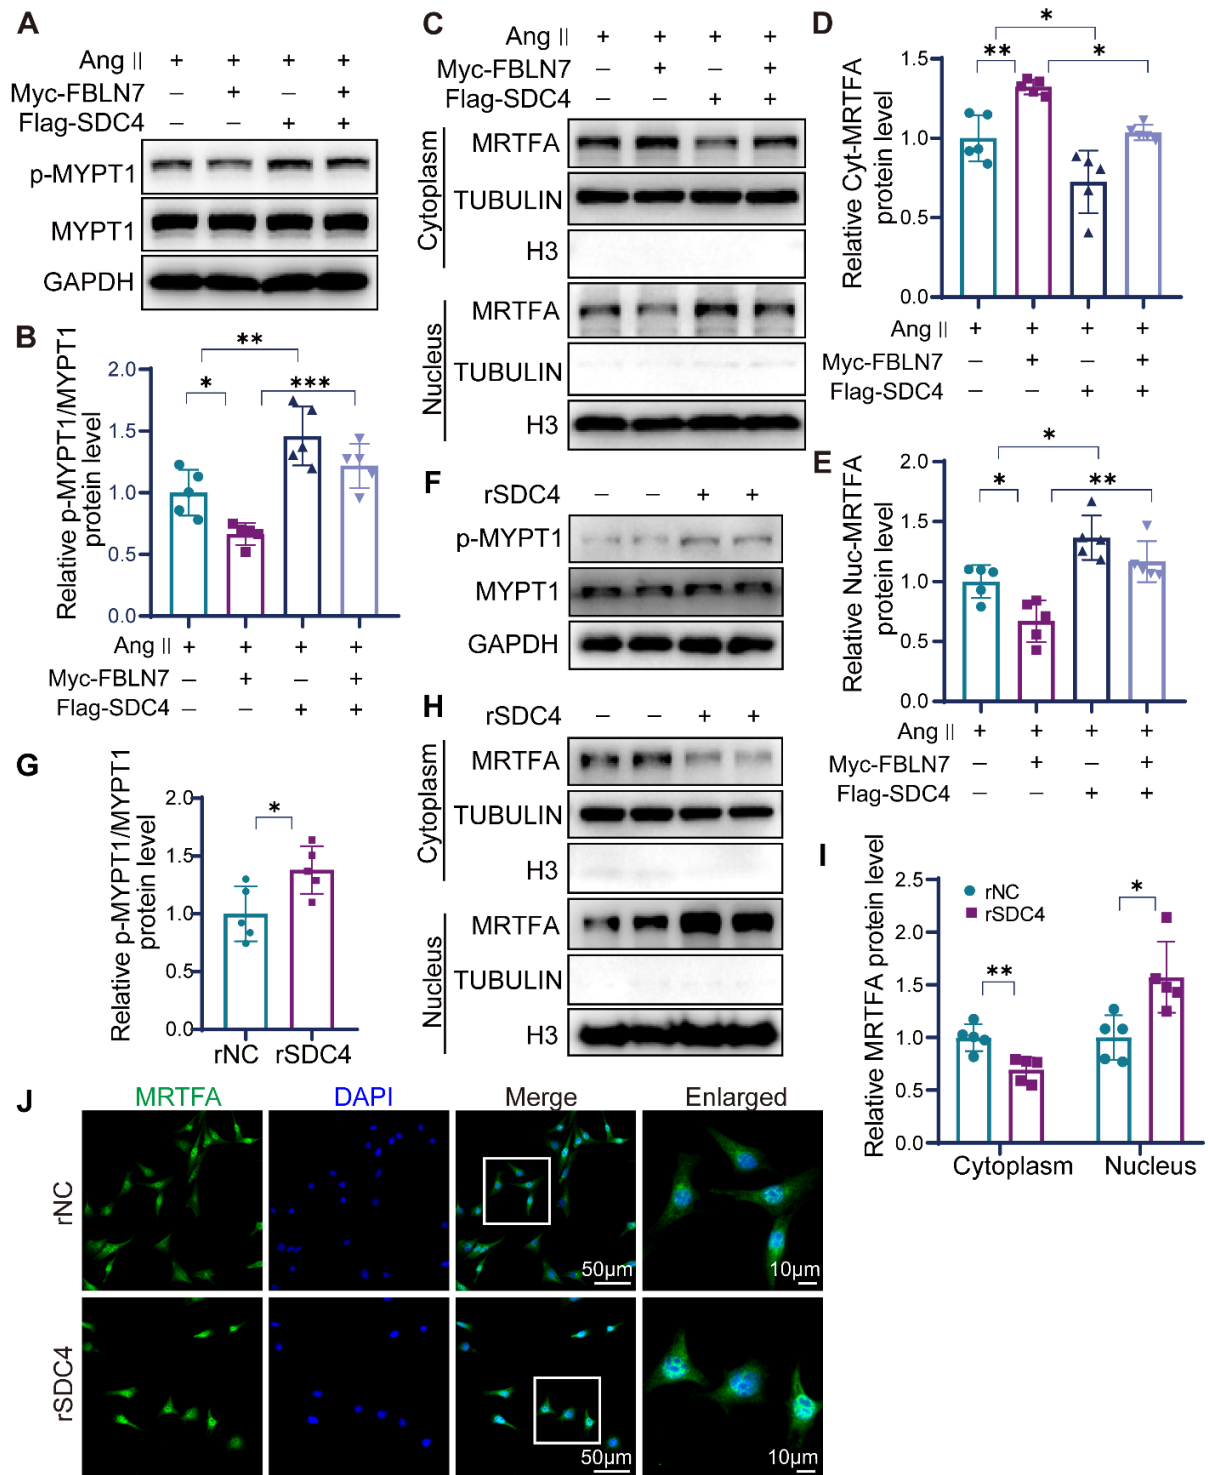 A
Ang II + + + +
Myc-FBLN7 − + − +
Flag-SDC4 − − + +
p-MYPT1
MYPT1
GAPDH
B
Relative p-MYPT1/MYPT1
protein level
2.0
1.5
1.0
0.5
0.0
* ** ***
Ang II + + + +
Myc-FBLN7 − + − +
Flag-SDC4 − − + +
C
Ang II + + + +
Myc-FBLN7 − + − +
Flag-SDC4 − − + +
Cytoplasm
MRTFA
TUBULIN
H3
Nucleus
MRTFA
TUBULIN
H3
D
Relative Cyt-MRTFA
protein level
1.5
1.0
0.5
0.0
** * *
Ang II + + + +
Myc-FBLN7 − + − +
Flag-SDC4 − − + +
E
Relative Nuc-MRTFA
protein level
2.0
1.5
1.0
0.5
0.0
* * **
Ang II + + + +
Myc-FBLN7 − + − +
Flag-SDC4 − − + +
F
rSDC4 − − + +
p-MYPT1
MYPT1
GAPDH
G
Relative p-MYPT1/MYPT1
protein level
2.0
1.5
1.0
0.5
0.0
*
rNC rSDC4
H
rSDC4 − − + +
Cytoplasm
MRTFA
TUBULIN
H3
Nucleus
MRTFA
TUBULIN
H3
I
Relative MRTFA protein level
2.5
2.0
1.5
1.0
0.5
0.0
rNC
rSDC4
** *
Cytoplasm Nucleus
J
MRTFA DAPI Merge Enlarged
rNC
50μm 10μm
rSDC4
50μm 10μm